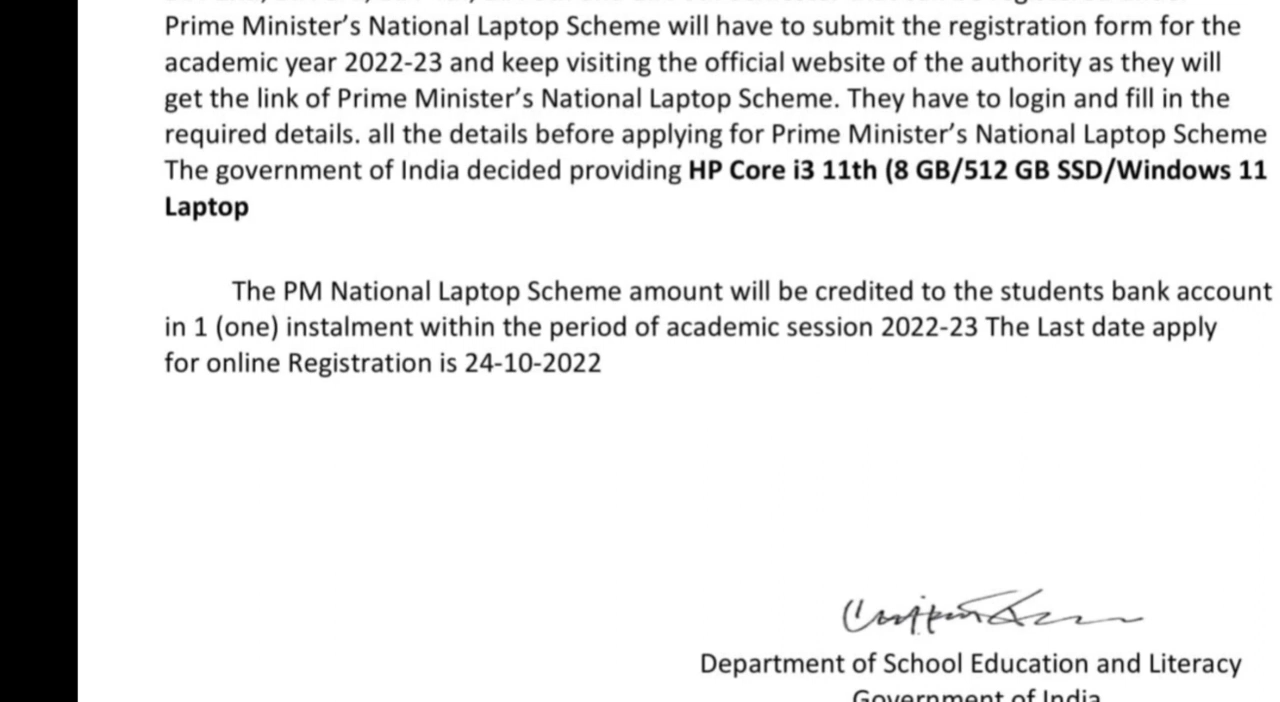 Prime Minister’s National Laptop Scheme will have to submit the registration form for the
academic year 2022-23 and keep visiting the official website of the authority as they will
get the link of Prime Minister’s National Laptop Scheme. They have to login and fill in the
required details. all the details before applying for Prime Minister’s National Laptop Scheme
The government of India decided providing HP Core i3 11th (8 GB/512 GB SSD/Windows 11
Laptop
The PM National Laptop Scheme amount will be credited to the students bank account
in 1 (one) instalment within the period of academic session 2022-23 The Last date apply
for online Registration is 24-10-2022
Department of School Education and Literacy
Government of India